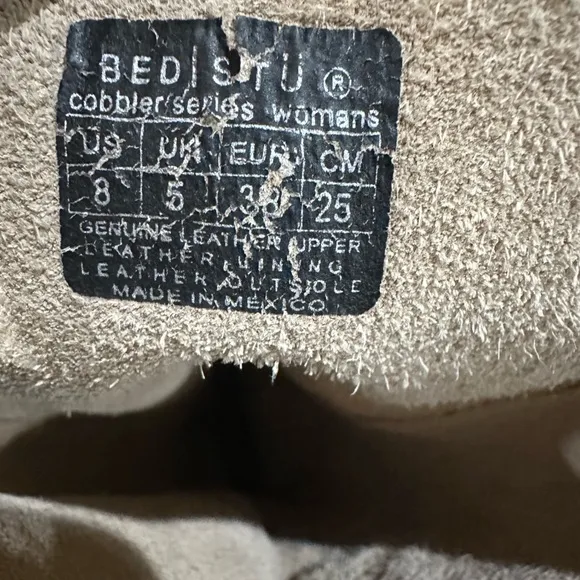 BED|STÜ ®
cobbler series womans
US UK EUR CM
8 5 38 25
GENUINE LEATHER UPPER
LEATHER LINING
LEATHER OUTSOLE
MADE IN MEXICO